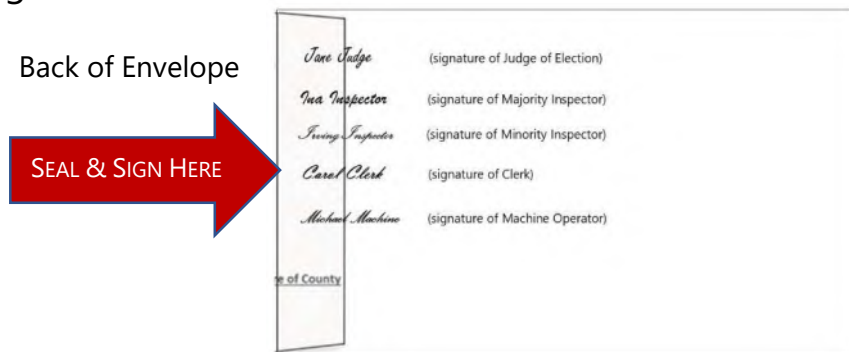 Back of Envelope
SEAL & SIGN HERE
Jane Judge (signature of Judge of Election)
Ina Inspector (signature of Majority Inspector)
Irving Inspector (signature of Minority Inspector)
Carol Clerk (signature of Clerk)
Michael Machine (signature of Machine Operator)
of County